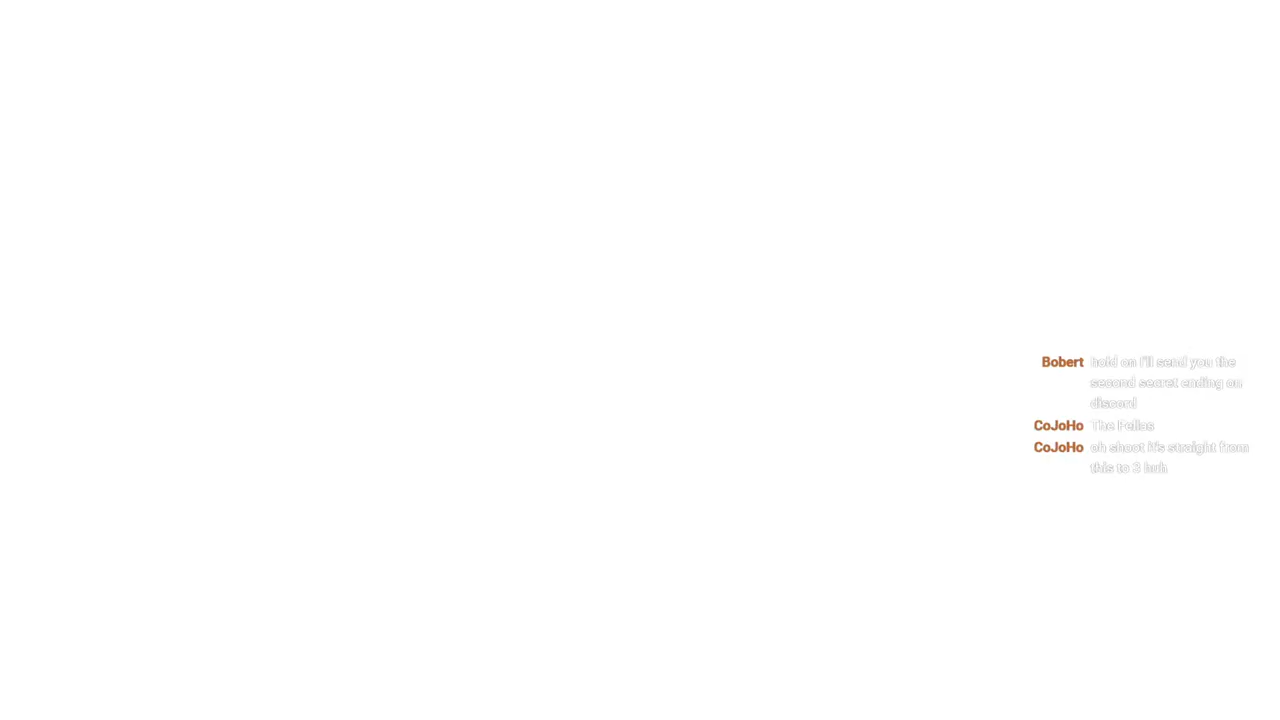 Bobert hold on i'll send you the
second secret ending on
discord
CoJoHo The Fellas
CoJoHo oh shoot it's straight from
this to 3 huh